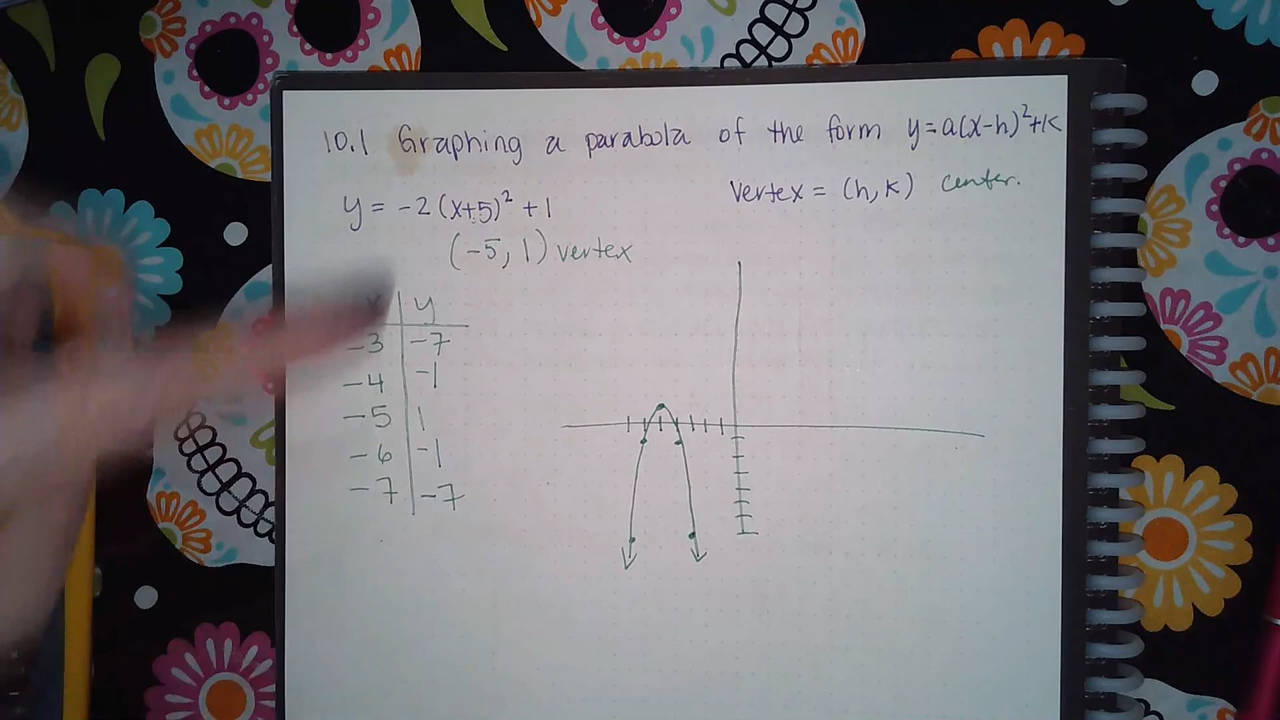 10.1 Graphing a parabola of the form y=a(x-h)²+k
y = -2(x+5)² +1
Vertex = (h,k) center.
(-5, 1) vertex
x y
-3 -7
-4 -1
-5 1
-6 -1
-7 -7